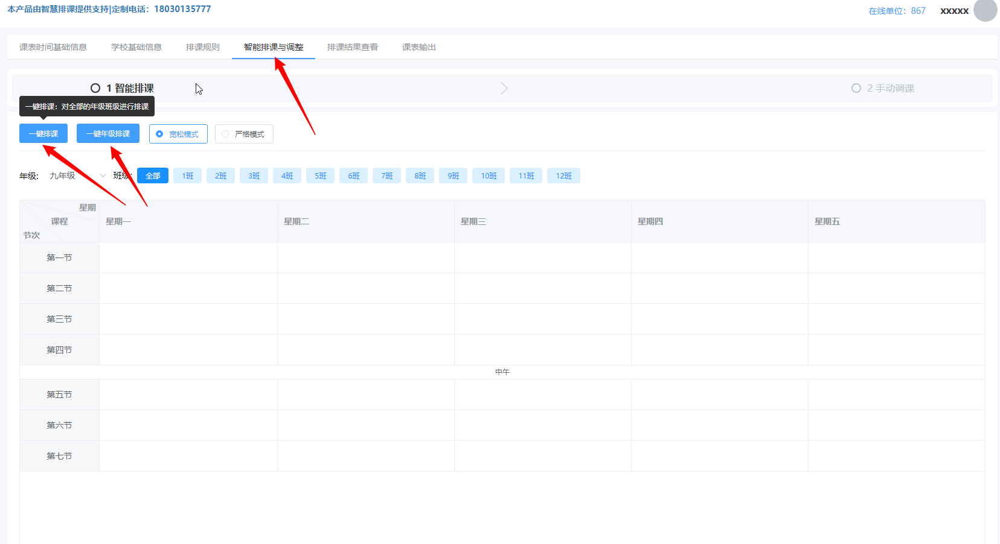 本产品由智慧排课提供支持|定制电话：18030135777
在线单位：867 xxxxx
课表时间基础信息 学校基础信息 排课规则 智能排课与调整 排课结果查看 课表输出
1 智能排课 2 手动调课
一键排课：对全部的年级班级进行排课
一键排课 一键年级排课 宽松模式 严格模式
年级: 九年级 班级: 全部 1班 2班 3班 4班 5班 6班 7班 8班 9班 10班 11班 12班
星期
课程
节次
星期一 星期二 星期三 星期四 星期五
第一节
第二节
第三节
第四节
中午
第五节
第六节
第七节